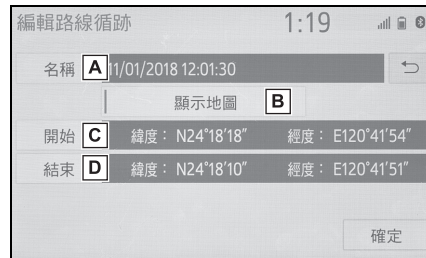 編輯路線循跡 1:19
名稱 A 11/01/2018 12:01:30
顯示地圖 B
開始 C 緯度：N24°18'18" 經度：E120°41'54"
結束 D 緯度：N24°18'10" 經度：E120°41'51"
確定